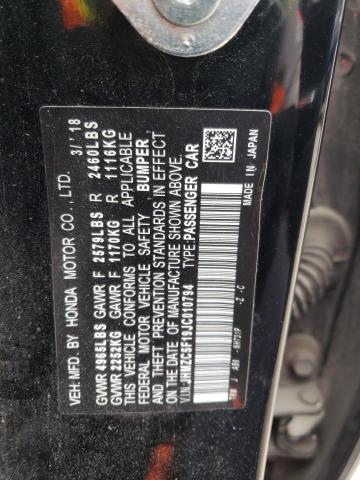 VEH. MFD. BY HONDA MOTOR CO., LTD. 3/'18
GVWR 4965LBS GAWR F 2579LBS R 2460LBS
GVWR 2252KG GAWR F 1170KG R 1116KG
THIS VEHICLE CONFORMS TO ALL APPLICABLE
FEDERAL MOTOR VEHICLE SAFETY, BUMPER,
& THEFT PREVENTION STANDARDS IN EFFECT
ON THE DATE OF MANUFACTURE SHOWN ABOVE.
V.I.N.: JHMZC5F19JC010794 TYPE:PASSENGER CAR
MADE IN JAPAN
- Z - C